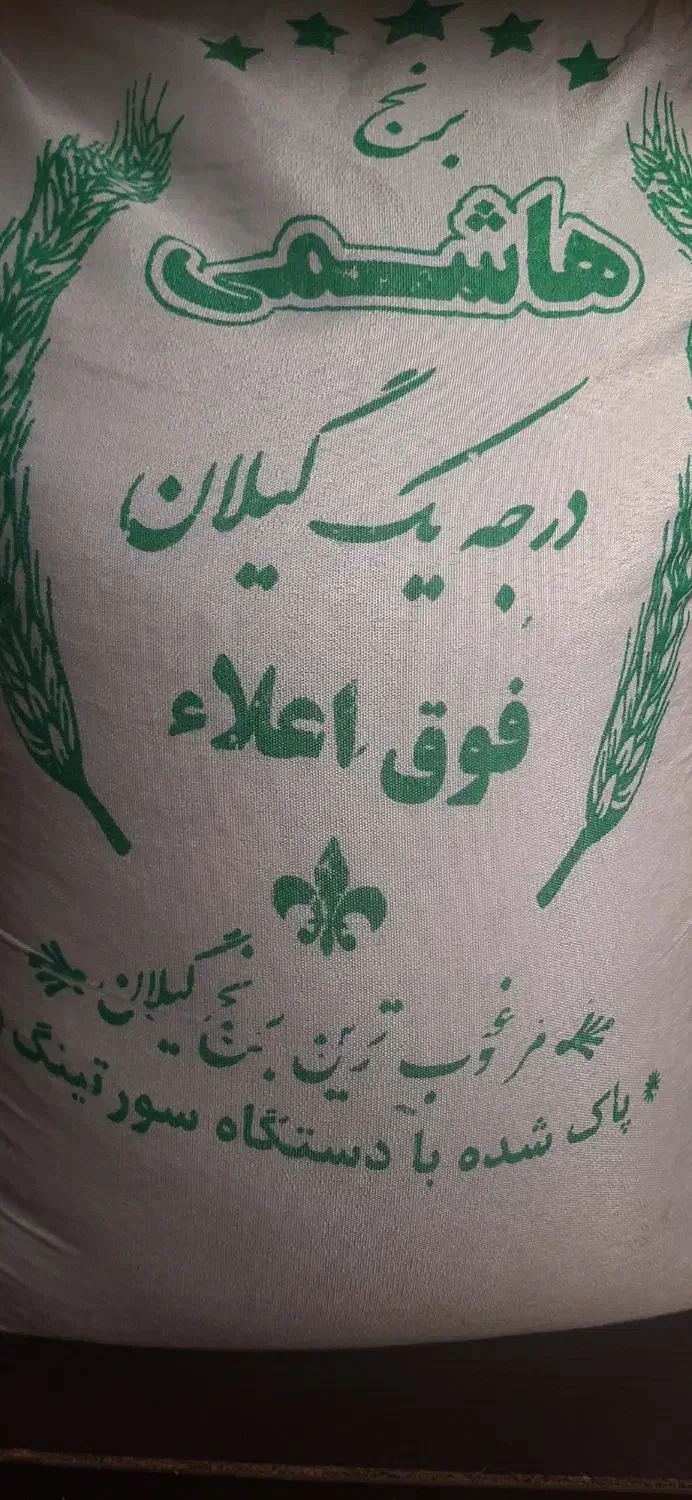 برنج
هاشمی
درجه یک گیلان
فوق اعلاء
مرغوب ترین برنج گیلان
پاک شده با دستگاه سورتینگ